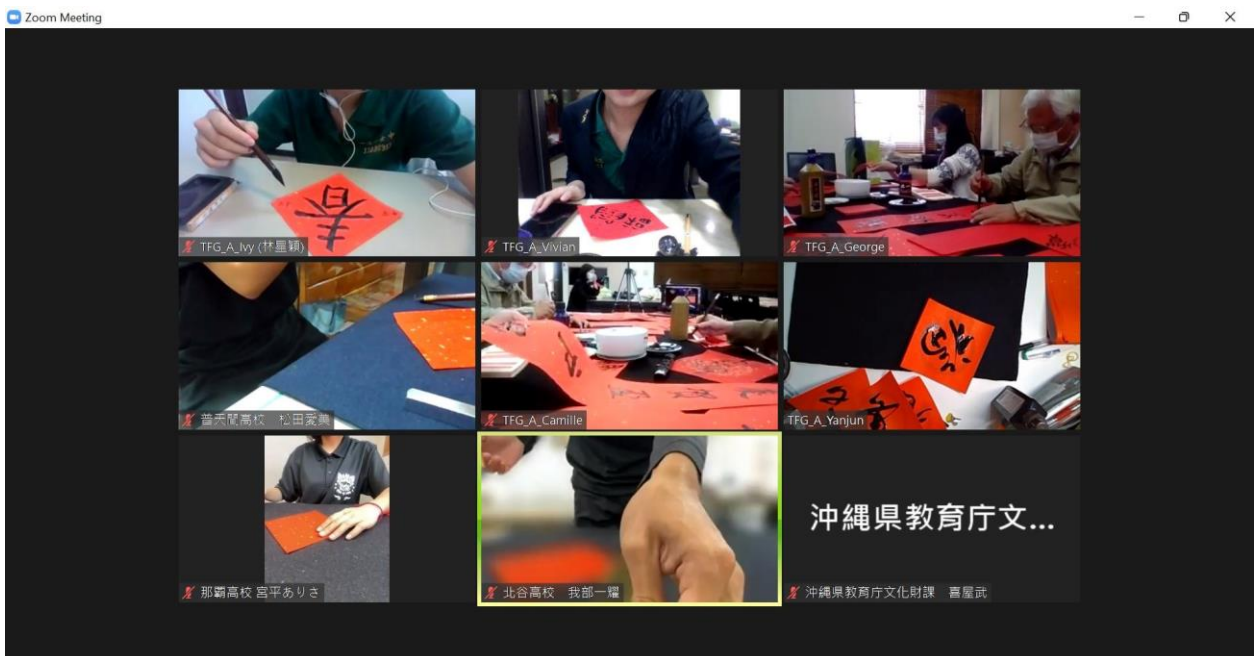 Zoom Meeting
春
TFG_A_Ivy (林昰穎)
TFG_A_Vivian
TFG_A_George
普天間高校 松田愛美
TFG_A_Camille
TFG_A_Yanjun
那覇高校 宮平ありさ
北谷高校 我部一耀
沖縄県教育庁文...
沖縄県教育庁文化財課 喜屋武